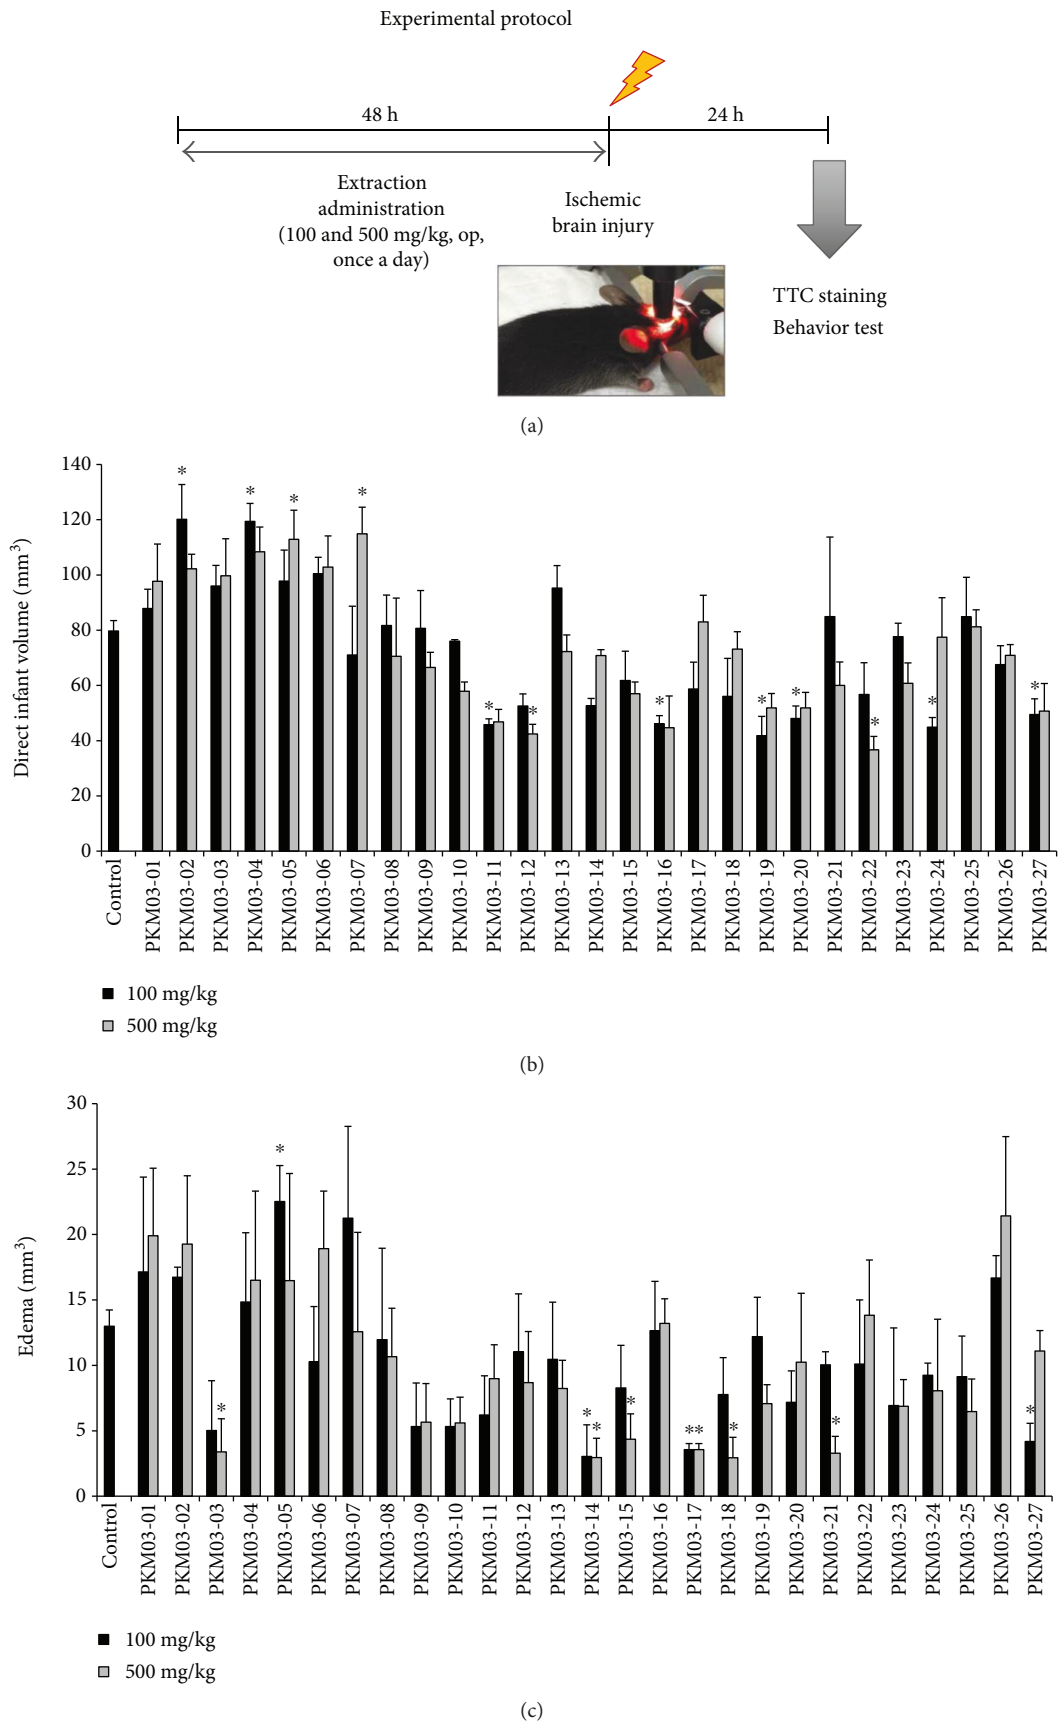 Experimental protocol
48 h
24 h
Extraction
administration
(100 and 500 mg/kg, op,
once a day)
Ischemic
brain injury
TTC staining
Behavior test
(a)
Direct infant volume (mm³)
140
120
100
80
60
40
20
0
* * * * * * * * * * * * *
Control
PKM03-01
PKM03-02
PKM03-03
PKM03-04
PKM03-05
PKM03-06
PKM03-07
PKM03-08
PKM03-09
PKM03-10
PKM03-11
PKM03-12
PKM03-13
PKM03-14
PKM03-15
PKM03-16
PKM03-17
PKM03-18
PKM03-19
PKM03-20
PKM03-21
PKM03-22
PKM03-23
PKM03-24
PKM03-25
PKM03-26
PKM03-27
100 mg/kg
500 mg/kg
(b)
Edema (mm³)
30
25
20
15
10
5
0
* * * * * ** * * *
Control
PKM03-01
PKM03-02
PKM03-03
PKM03-04
PKM03-05
PKM03-06
PKM03-07
PKM03-08
PKM03-09
PKM03-10
PKM03-11
PKM03-12
PKM03-13
PKM03-14
PKM03-15
PKM03-16
PKM03-17
PKM03-18
PKM03-19
PKM03-20
PKM03-21
PKM03-22
PKM03-23
PKM03-24
PKM03-25
PKM03-26
PKM03-27
100 mg/kg
500 mg/kg
(c)